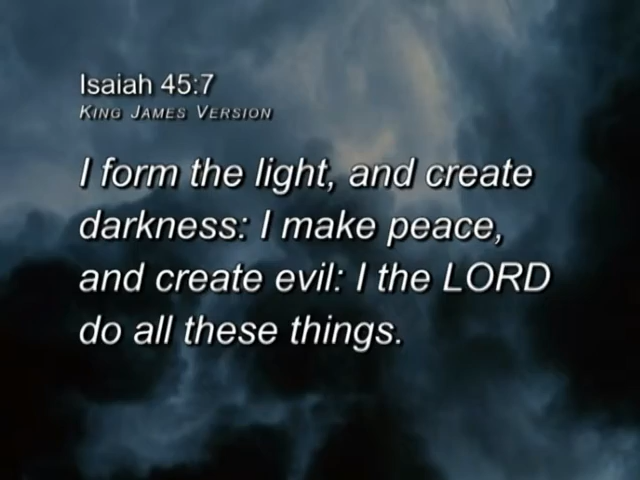 Isaiah 45:7
KING JAMES VERSION
I form the light, and create
darkness: I make peace,
and create evil: I the LORD
do all these things.